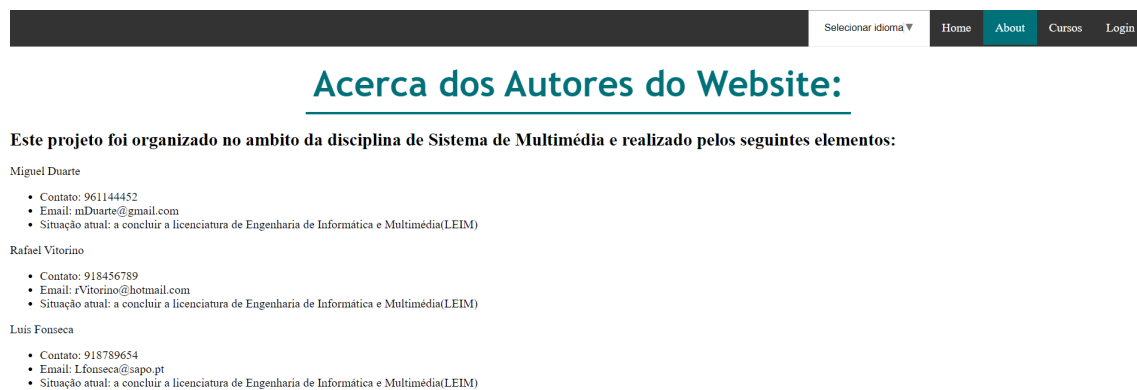 Selecionar idioma▼ Home About Cursos Login
Acerca dos Autores do Website:
Este projeto foi organizado no ambito da disciplina de Sistema de Multimédia e realizado pelos seguintes elementos:
Miguel Duarte
• Contato: 961144452
• Email: mDuarte@gmail.com
• Situação atual: a concluir a licenciatura de Engenharia de Informática e Multimédia(LEIM)
Rafael Vitorino
• Contato: 918456789
• Email: rVitorino@hotmail.com
• Situação atual: a concluir a licenciatura de Engenharia de Informática e Multimédia(LEIM)
Luís Fonseca
• Contato: 918789654
• Email: Lfonseca@sapo.pt
• Situação atual: a concluir a licenciatura de Engenharia de Informática e Multimédia(LEIM)